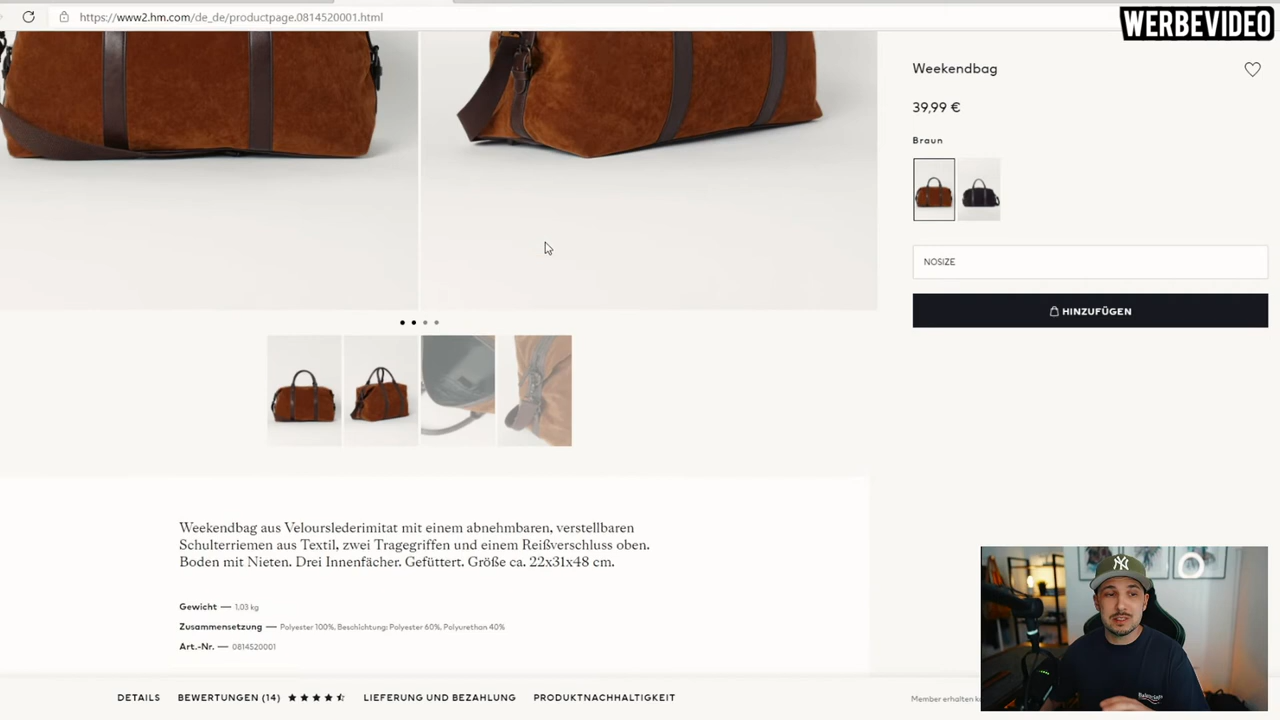 https://www2.hm.com/de_de/productpage.0814520001.html
WERBEVIDEO
Weekendbag
39,99 €
Braun
NOSIZE
HINZUFÜGEN
Weekendbag aus Velourslederimitat mit einem abnehmbaren, verstellbaren
Schulterriemen aus Textil, zwei Tragegriffen und einem Reißverschluss oben.
Boden mit Nieten. Drei Innenfächer. Gefüttert. Größe ca. 22x31x48 cm.
Gewicht — 1,03 kg
Zusammensetzung — Polyester 100%, Beschichtung: Polyester 60%, Polyurethan 40%
Art.-Nr. — 0814520001
DETAILS
BEWERTUNGEN (14)
LIEFERUNG UND BEZAHLUNG
PRODUKTNACHHALTIGKEIT
Member erhalten
NY